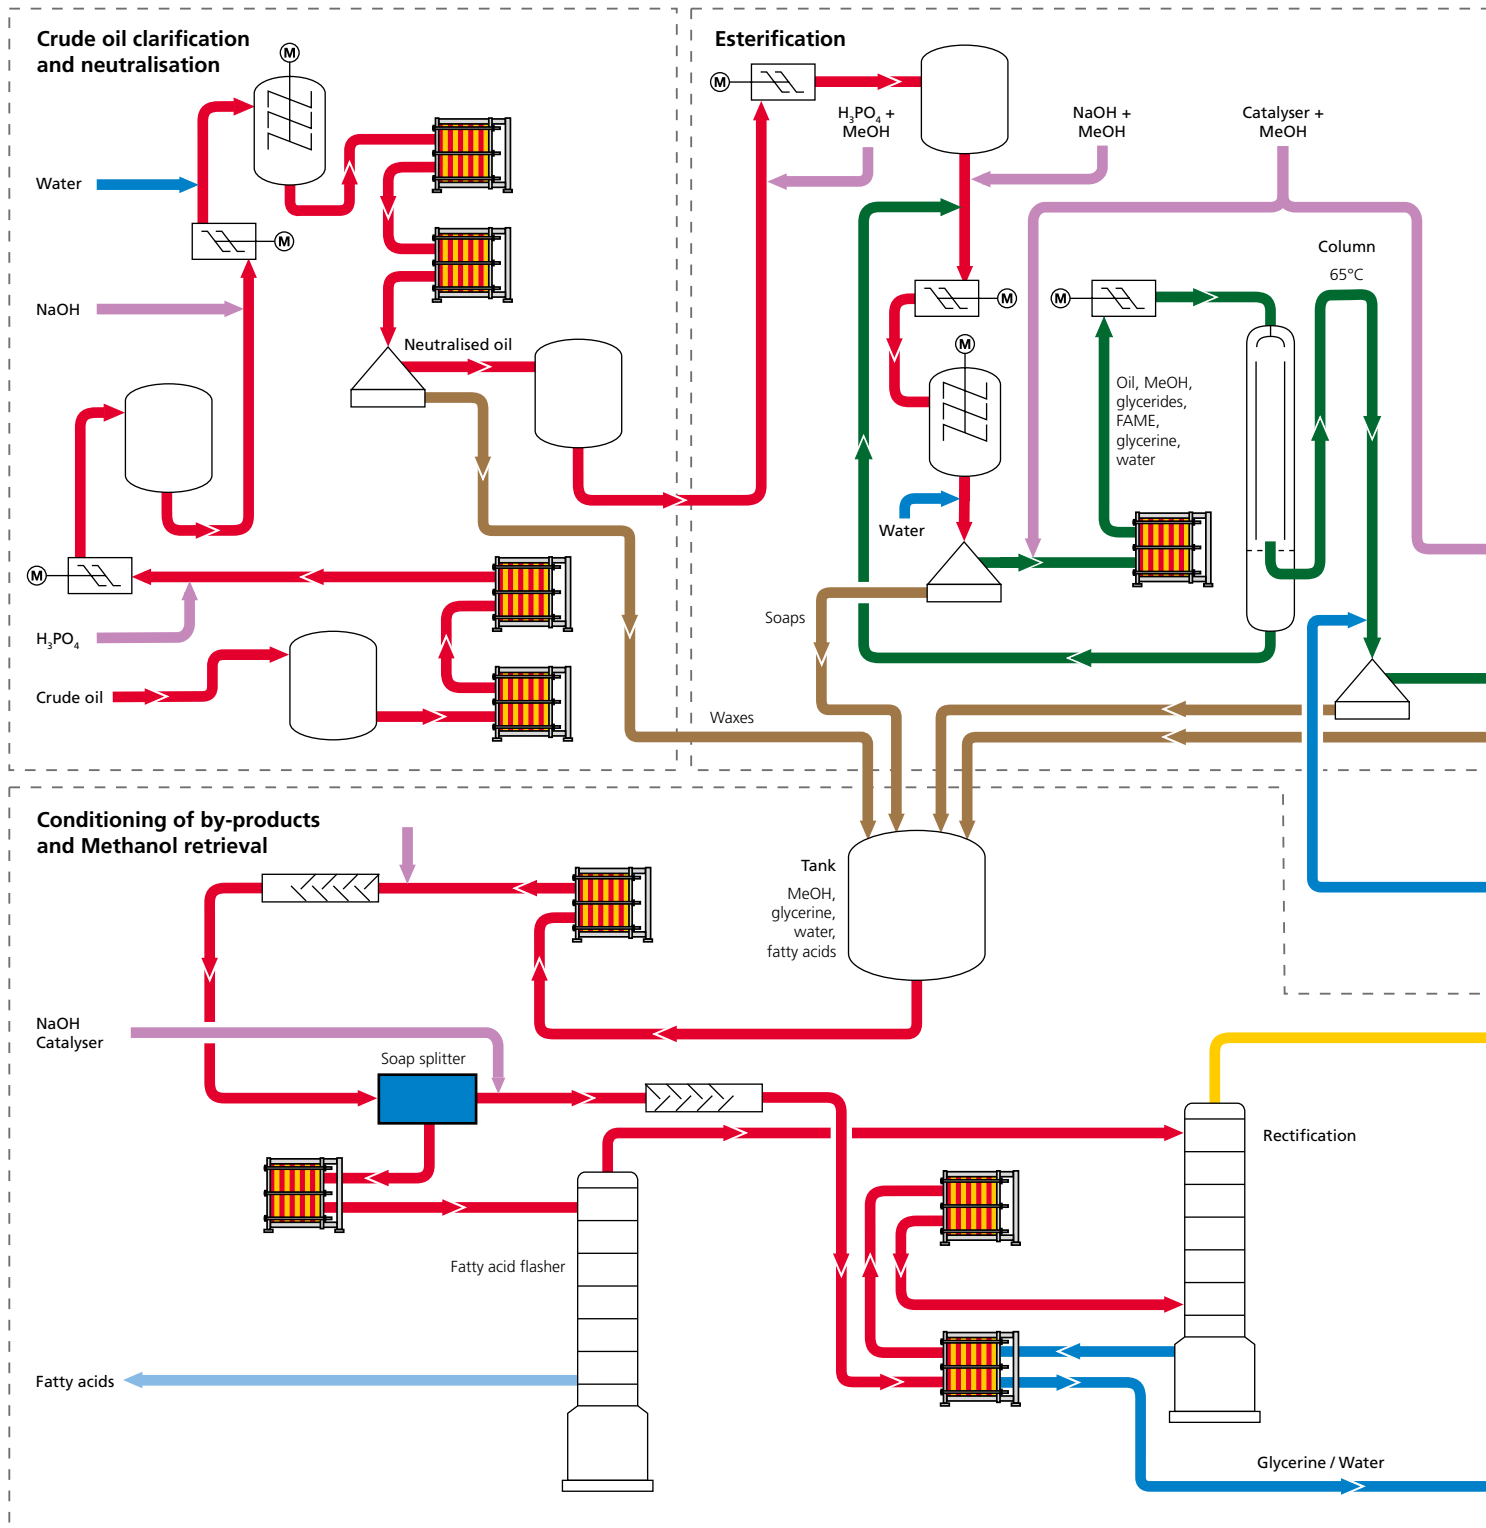 Crude oil clarification
and neutralisation
M
Water
M
NaOH
Neutralised oil
M
H₃PO₄
Crude oil
Waxes
Esterification
M
H₃PO₄ +
MeOH
NaOH +
MeOH
Catalyser +
MeOH
Column
65°C
M
M
M
Oil, MeOH,
glycerides,
FAME,
glycerine,
water
Water
Soaps
Conditioning of by-products
and Methanol retrieval
Tank
MeOH,
glycerine,
water,
fatty acids
NaOH
Catalyser
Soap splitter
Rectification
Fatty acid flasher
Fatty acids
Glycerine / Water